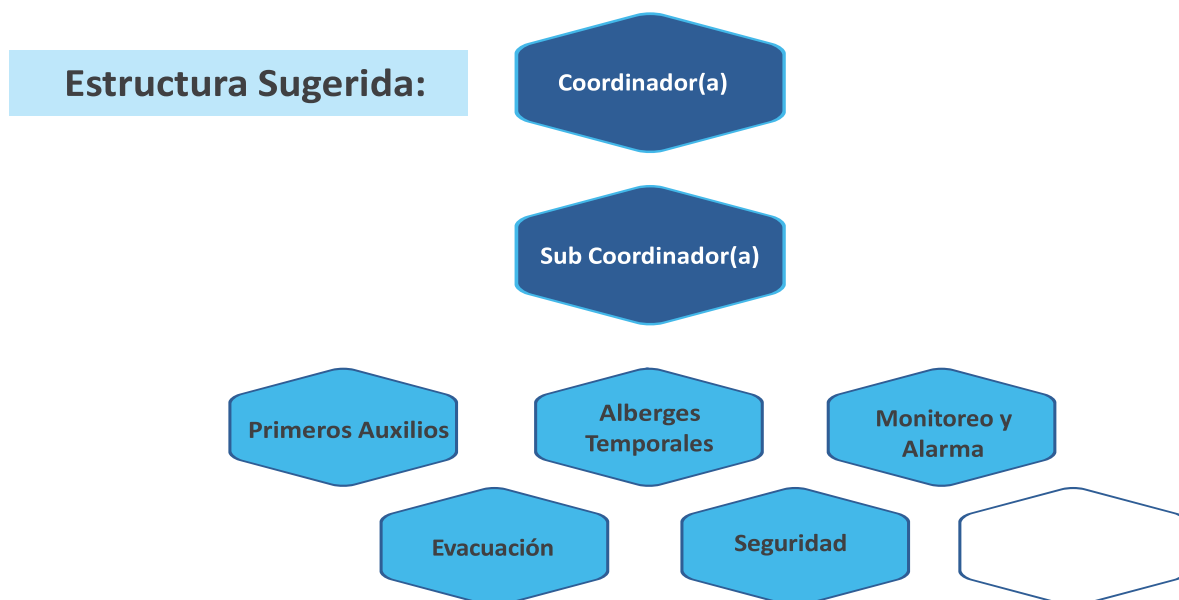 Estructura Sugerida:
Coordinador(a)
Sub Coordinador(a)
Primeros Auxilios
Alberges
Temporales
Monitoreo y
Alarma
Evacuación
Seguridad